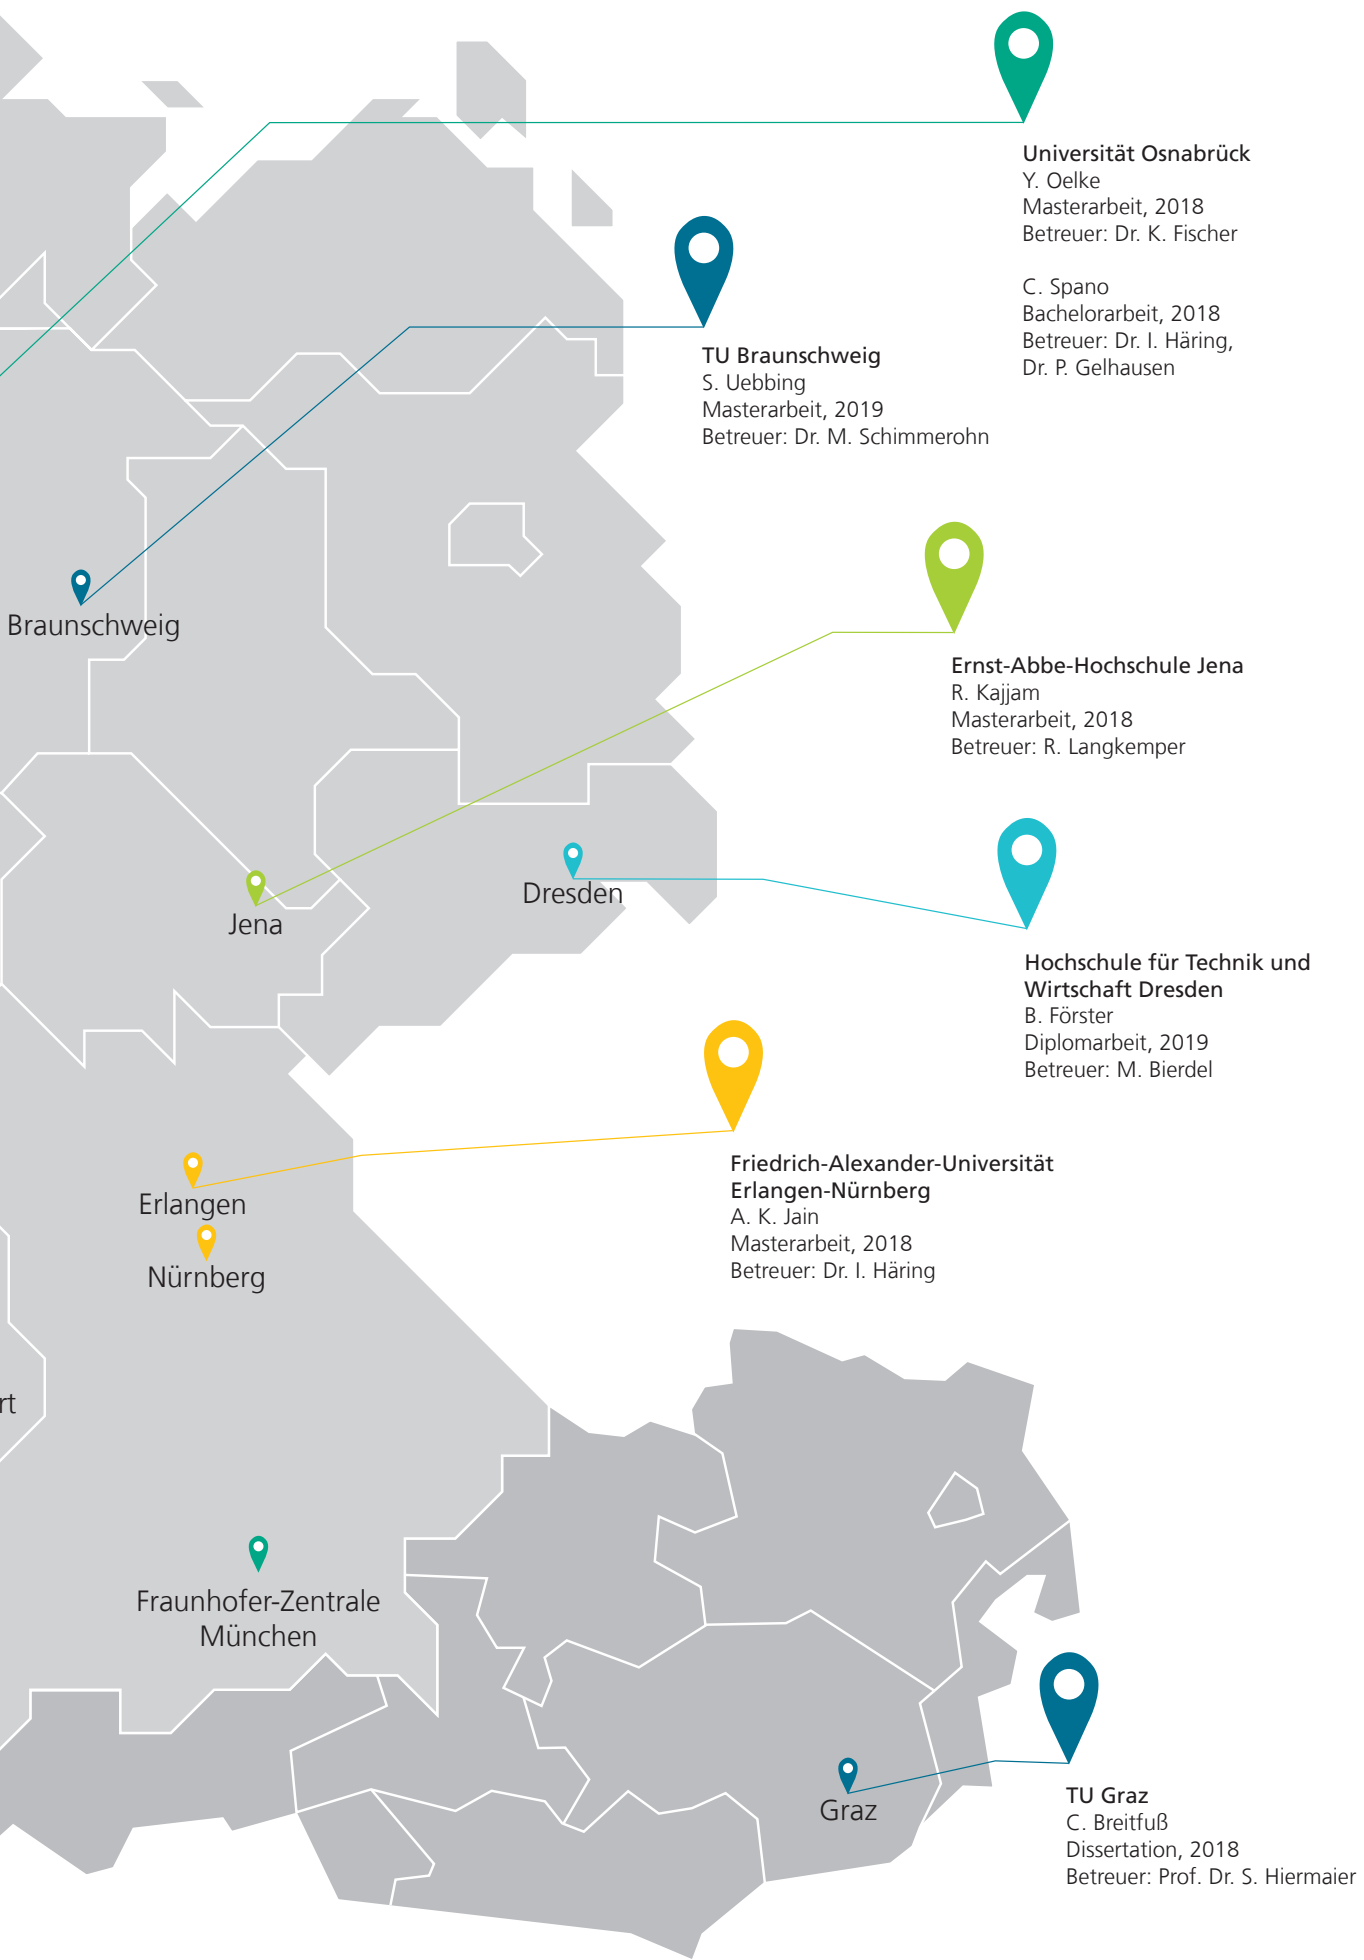 Universität Osnabrück
Y. Oelke
Masterarbeit, 2018
Betreuer: Dr. K. Fischer
C. Spano
Bachelorarbeit, 2018
Betreuer: Dr. I. Häring,
Dr. P. Gelhausen
TU Braunschweig
S. Uebbing
Masterarbeit, 2019
Betreuer: Dr. M. Schimmerohn
Braunschweig
Ernst-Abbe-Hochschule Jena
R. Kajjam
Masterarbeit, 2018
Betreuer: R. Langkemper
Dresden
Jena
Hochschule für Technik und
Wirtschaft Dresden
B. Förster
Diplomarbeit, 2019
Betreuer: M. Bierdel
Friedrich-Alexander-Universität
Erlangen-Nürnberg
A. K. Jain
Masterarbeit, 2018
Betreuer: Dr. I. Häring
Erlangen
Nürnberg
rt
Fraunhofer-Zentrale
München
Graz
TU Graz
C. Breitfuß
Dissertation, 2018
Betreuer: Prof. Dr. S. Hiermaier